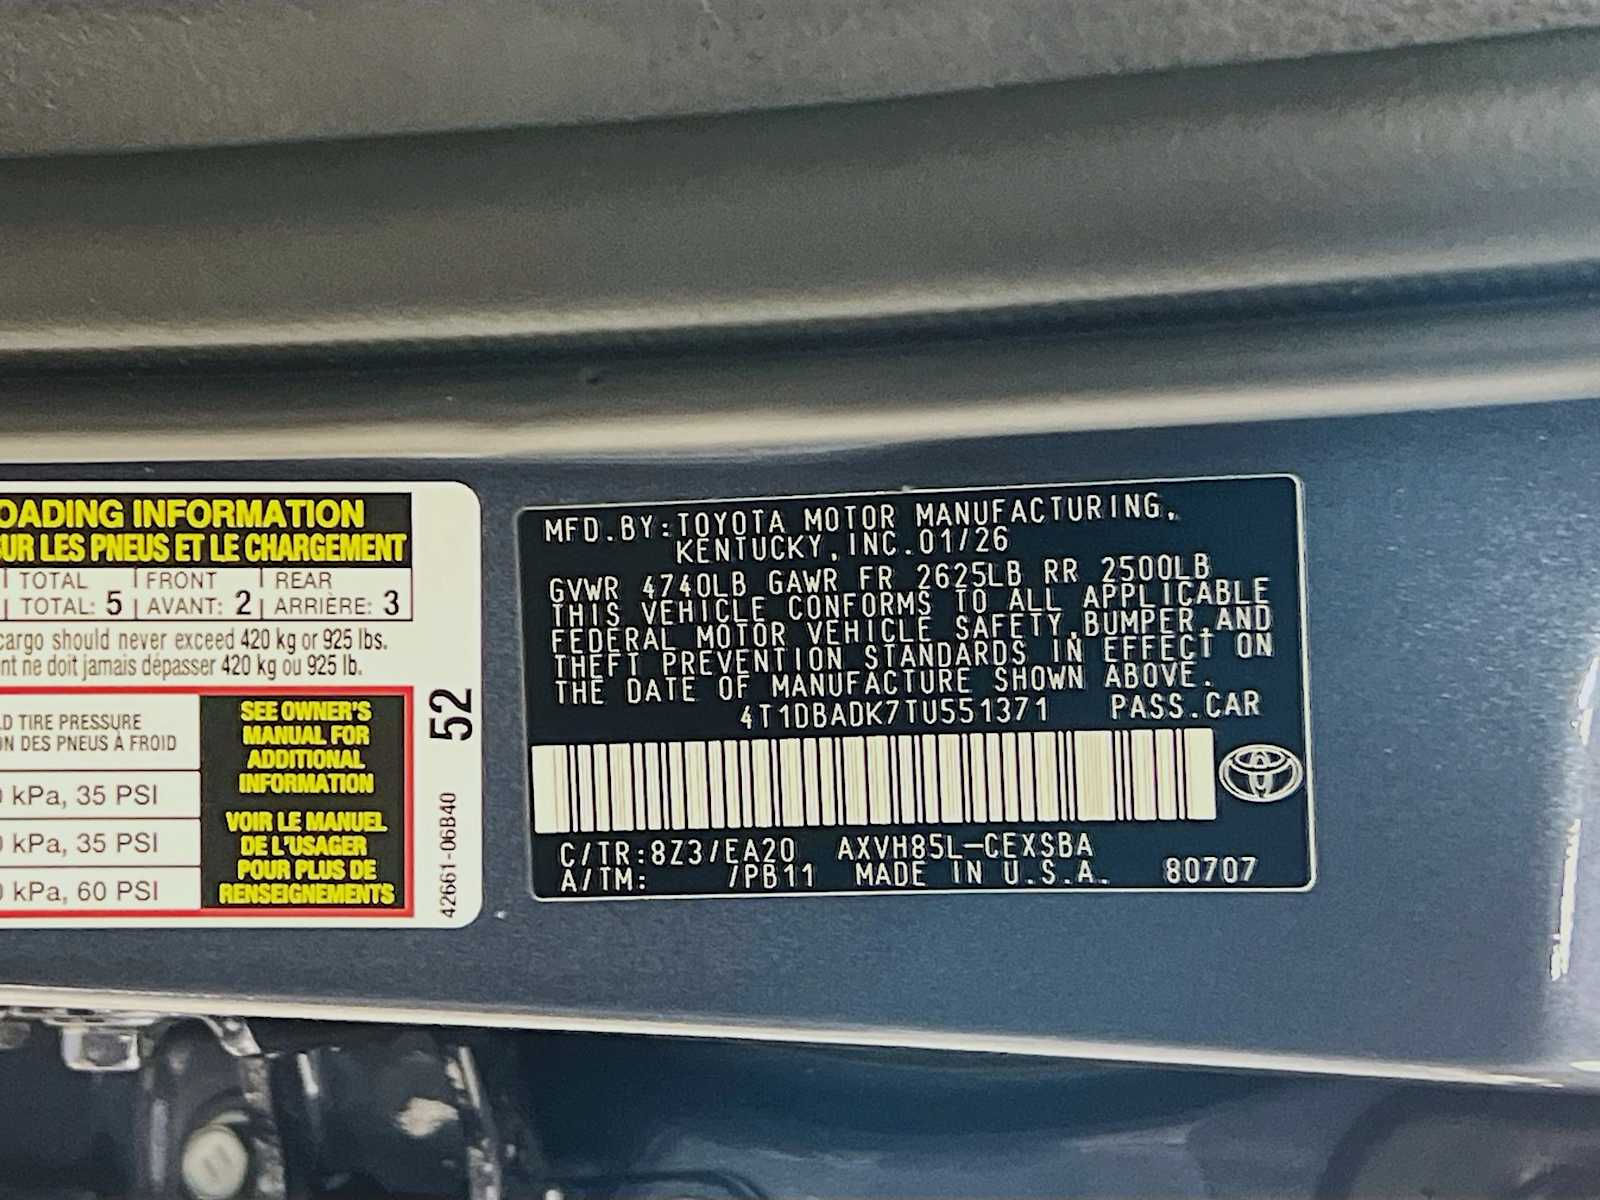 OADING INFORMATION
UR LES PNEUS ET LE CHARGEMENT
TOTAL FRONT REAR
TOTAL: 5 AVANT: 2 ARRIÈRE: 3
cargo should never exceed 420 kg or 925 lbs.
nt ne doit jamais dépasser 420 kg ou 925 lb.
D TIRE PRESSURE
ON DES PNEUS À FROID
0 kPa, 35 PSI
0 kPa, 35 PSI
0 kPa, 60 PSI
SEE OWNER'S
MANUAL FOR
ADDITIONAL
INFORMATION
VOIR LE MANUEL
DE L'USAGER
POUR PLUS DE
RENSEIGNEMENTS
52
42661-06B40
MFD.BY:TOYOTA MOTOR MANUFACTURING,
KENTUCKY,INC.01/26
GVWR 4740LB GAWR FR 2625LB RR 2500LB
THIS VEHICLE CONFORMS TO ALL APPLICABLE
FEDERAL MOTOR VEHICLE SAFETY,BUMPER,AND
THEFT PREVENTION STANDARDS IN EFFECT ON
THE DATE OF MANUFACTURE SHOWN ABOVE.
4T1DBADK7TU551371 PASS.CAR
C/TR:8Z3/EA20 AXVH85L-CEXSBA
A/TM: /PB11 MADE IN U.S.A. 80707